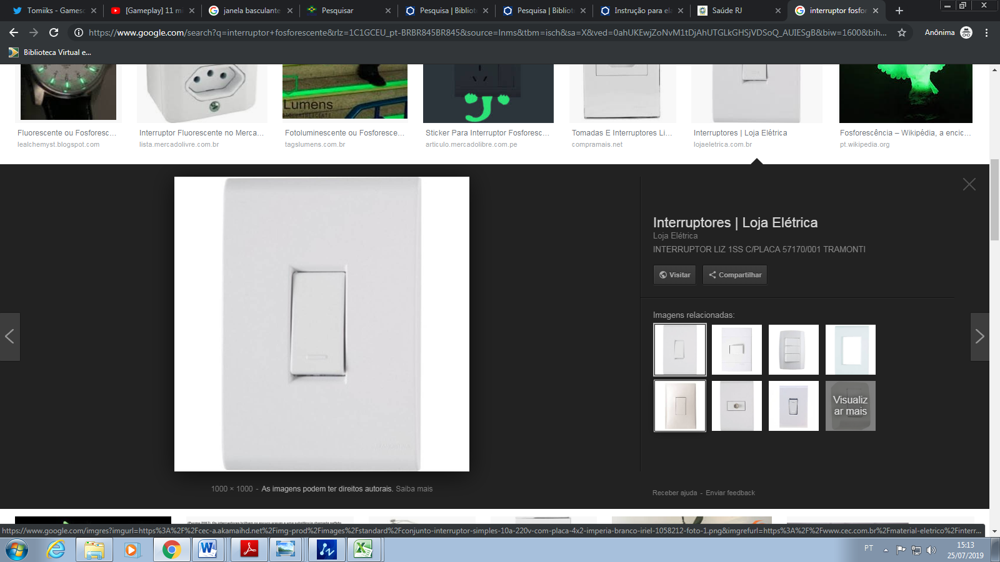 Tomiiks - Gamesc
[Gameplay] 11 mi
janela basculante
Pesquisar
Pesquisa | Bibliote
Pesquisa | Bibliote
Instrução para ela
Saúde RJ
interruptor fosfor
https://www.google.com/search?q=interruptor+fosforescente&rlz=1C1GCEU_pt-BRBR845BR845&source=lnms&tbm=isch&sa=X&ved=0ahUKEwjZoNvM1tDjAhUTGLkGHSjVDSoQ_AUIESgB&biw=1600&bih...
Anônima
Biblioteca Virtual e...
Lumens
Fluorescente ou Fosforesc...
Interruptor Fluorescente no Merca...
Fotoluminescente ou Fosforesce...
Sticker Para Interruptor Fosforesc...
Tomadas E Interruptores Li...
Interruptores | Loja Elétrica
Fosforescência – Wikipédia, a encic...
lealchemyst.blogspot.com
lista.mercadolivre.com.br
tagslumens.com.br
articulo.mercadolibre.com.pe
compramais.net
lojaeletrica.com.br
pt.wikipedia.org
Interruptores | Loja Elétrica
Loja Elétrica
INTERRUPTOR LIZ 1SS C/PLACA 57170/001 TRAMONTI
Visitar
Compartilhar
Imagens relacionadas:
Visualiz
ar mais
1000 × 1000 - As imagens podem ter direitos autorais. Saiba mais
Receber ajuda - Enviar feedback
https://www.google.com/imgres?imgurl=https%3A%2F%2Fcec-a.akamaihd.net%2Fimg-prod%2Fimages%2Fstandard%2Fconjunto-interruptor-simples-10a-220v-com-placa-4x2-imperia-branco-iriel-1058212-foto-1.png&imgrefurl=https%3A%2F%2Fwww.cec.com.br%2Fmaterial-eletrico%2Finterr...
PT
15:13
25/07/2019